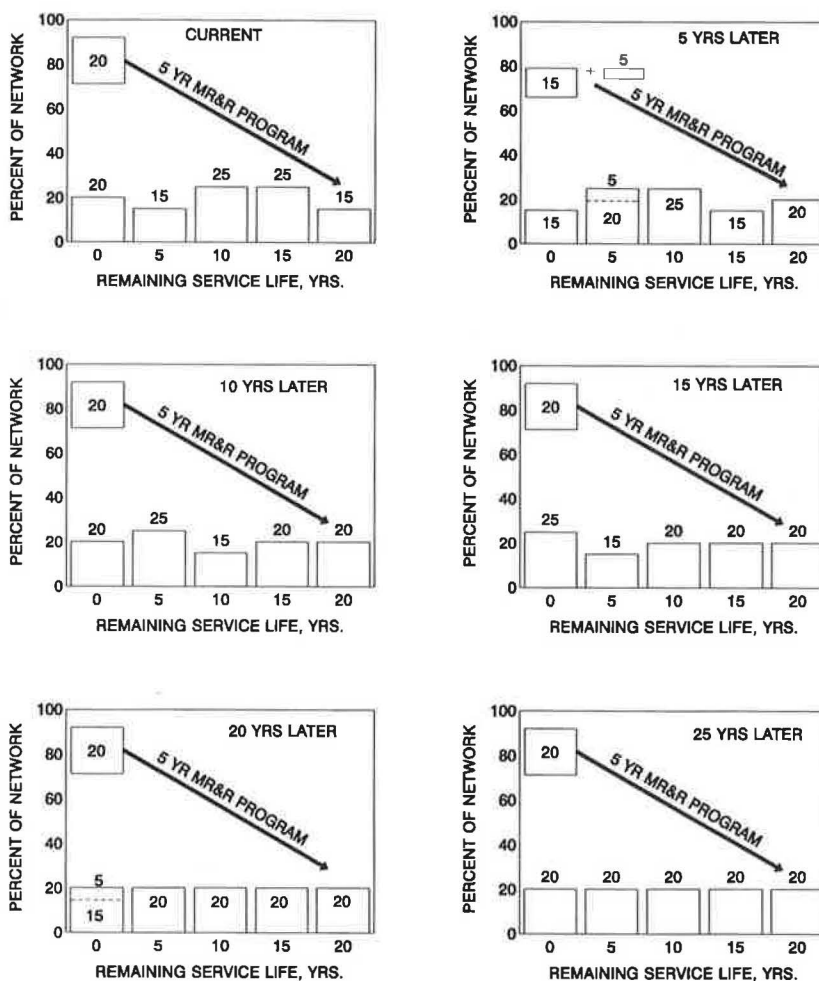 CURRENT
PERCENT OF NETWORK
100
80
60
40
20
0
20
5 YR MR&R PROGRAM
20
15
25
25
15
0 5 10 15 20
REMAINING SERVICE LIFE, YRS.
5 YRS LATER
PERCENT OF NETWORK
100
80
60
40
20
0
15
+
5
5 YR MR&R PROGRAM
15
5
20
25
15
20
0 5 10 15 20
REMAINING SERVICE LIFE, YRS.
10 YRS LATER
PERCENT OF NETWORK
100
80
60
40
20
0
20
5 YR MR&R PROGRAM
20
25
15
20
20
0 5 10 15 20
REMAINING SERVICE LIFE, YRS.
15 YRS LATER
PERCENT OF NETWORK
100
80
60
40
20
0
20
5 YR MR&R PROGRAM
25
15
20
20
20
0 5 10 15 20
REMAINING SERVICE LIFE, YRS.
20 YRS LATER
PERCENT OF NETWORK
100
80
60
40
20
0
20
5 YR MR&R PROGRAM
5
15
20
20
20
20
0 5 10 15 20
REMAINING SERVICE LIFE, YRS.
25 YRS LATER
PERCENT OF NETWORK
100
80
60
40
20
0
20
5 YR MR&R PROGRAM
20
20
20
20
20
0 5 10 15 20
REMAINING SERVICE LIFE, YRS.